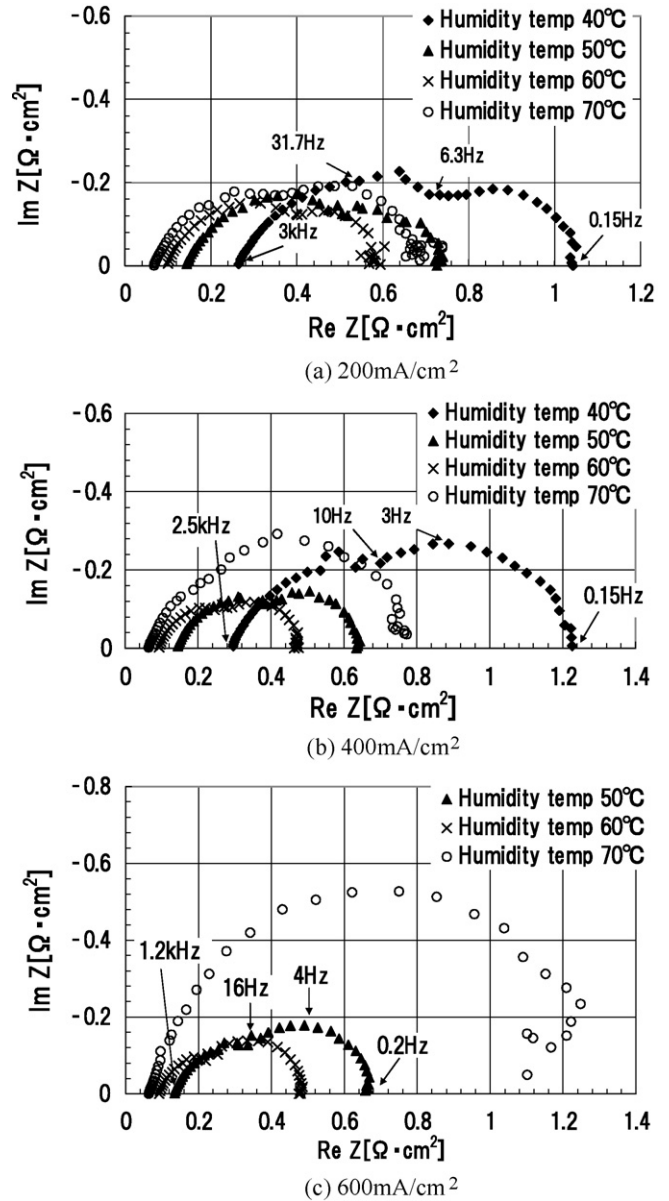 -0.6
-0.4
-0.2
0
Im Z[Ω·cm²]
◆ Humidity temp 40℃
▲ Humidity temp 50℃
× Humidity temp 60℃
○ Humidity temp 70℃
31.7Hz
6.3Hz
3kHz
0.15Hz
0 0.2 0.4 0.6 0.8 1 1.2
Re Z[Ω·cm²]
(a) 200mA/cm²
-0.6
-0.4
-0.2
0
Im Z[Ω·cm²]
◆ Humidity temp 40℃
▲ Humidity temp 50℃
× Humidity temp 60℃
○ Humidity temp 70℃
2.5kHz
10Hz
3Hz
0.15Hz
0 0.2 0.4 0.6 0.8 1 1.2 1.4
Re Z[Ω·cm²]
(b) 400mA/cm²
-0.8
-0.6
-0.4
-0.2
0
Im Z[Ω·cm²]
▲ Humidity temp 50℃
× Humidity temp 60℃
○ Humidity temp 70℃
1.2kHz
16Hz
4Hz
0.2Hz
0 0.2 0.4 0.6 0.8 1 1.2 1.4
Re Z[Ω·cm²]
(c) 600mA/cm²